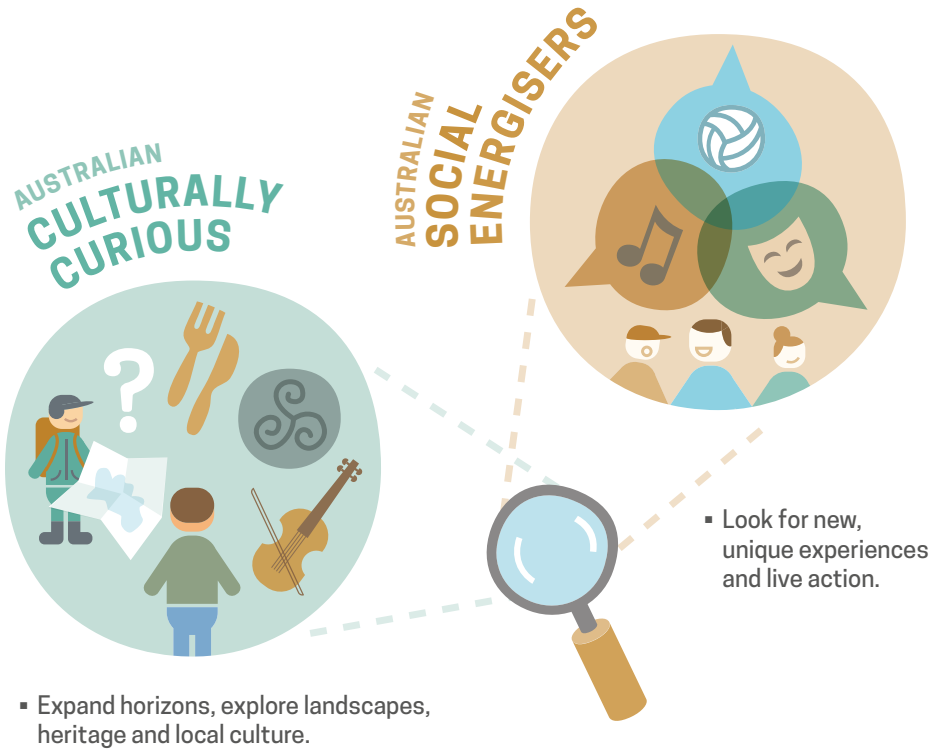 AUSTRALIAN
CULTURALLY
CURIOUS
AUSTRALIAN
SOCIAL
ENERGISERS
?
▪ Look for new,
unique experiences
and live action.
▪ Expand horizons, explore landscapes,
heritage and local culture.